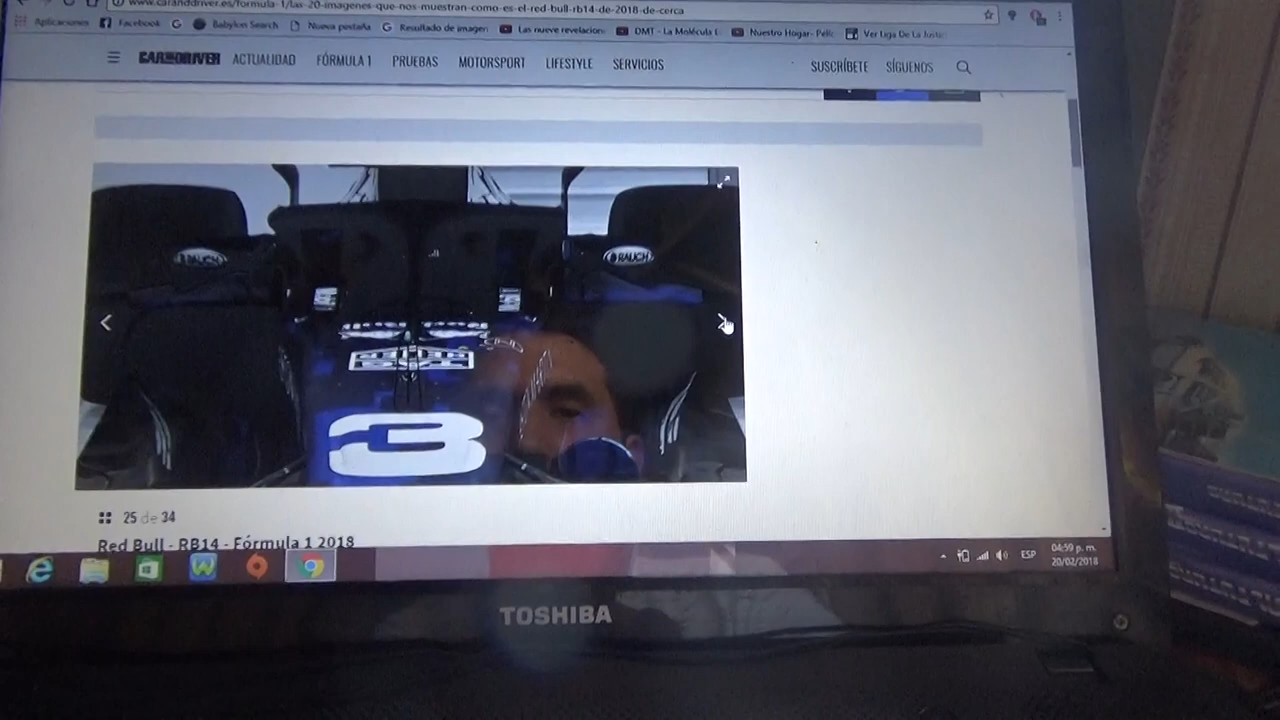 www.caranddriver.es/formula-1/las-20-imagenes-que-nos-muestran-como-es-el-red-bull-rb14-de-2018-de-cerca
Aplicaciones Facebook Babylon Search Nueva pestaña Resultado de imagen Las nueve revelacion DMT - La Molécula D Nuestro Hogar- Pelíc Ver Liga De La Justic
CAR AND DRIVER ACTUALIDAD FÓRMULA 1 PRUEBAS MOTORSPORT LIFESTYLE SERVICIOS SUSCRÍBETE SÍGUENOS
RAUCH RAUCH
3
25 de 34
Red Bull - RB14 - Fórmula 1 2018
ESP 04:59 p. m.
20/02/2018
TOSHIBA